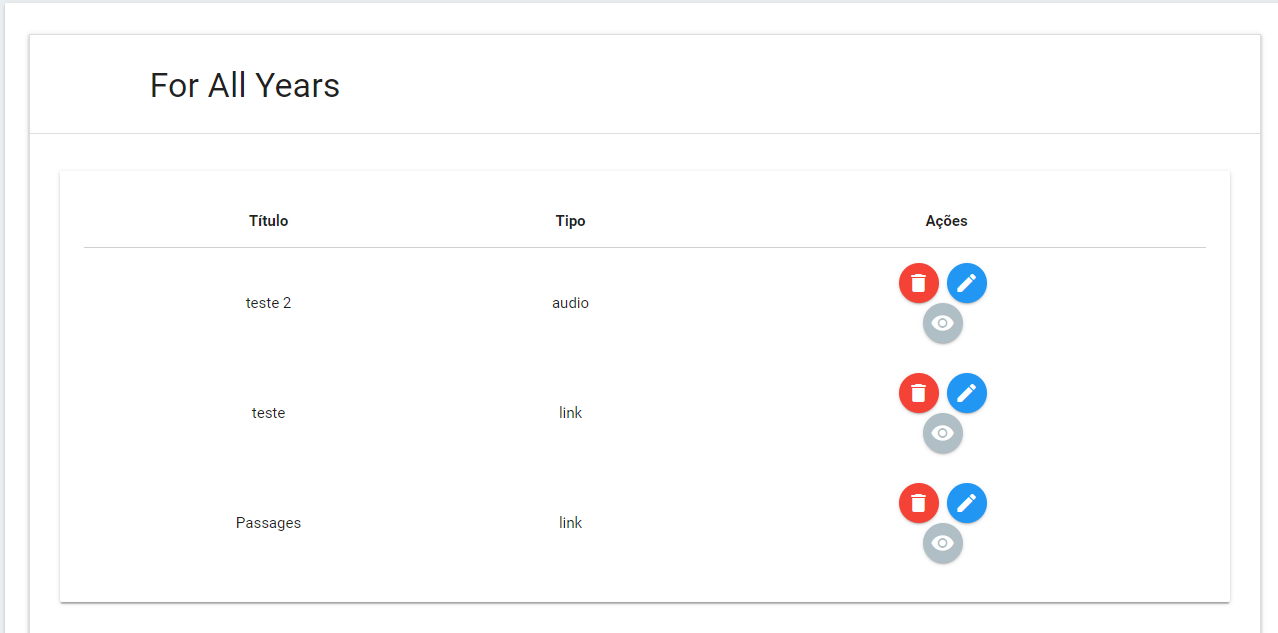 For All Years
Título Tipo Ações
teste 2 audio
teste link
Passages link